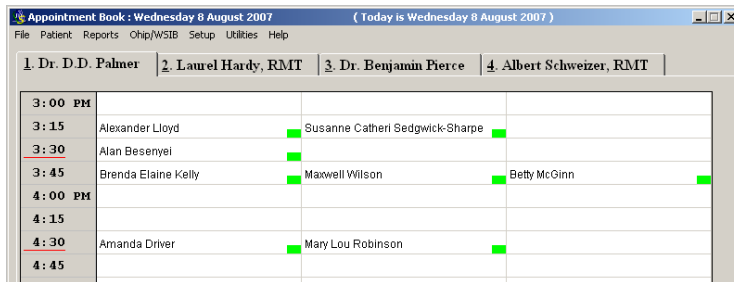 Appointment Book : Wednesday 8 August 2007 ( Today is Wednesday 8 August 2007 )
File Patient Reports Ohip/WSIB Setup Utilities Help
1. Dr. D.D. Palmer 2. Laurel Hardy, RMT 3. Dr. Benjamin Pierce 4. Albert Schweizer, RMT
3:00 PM
3:15 Alexander Lloyd Susanne Catheri Sedgwick-Sharpe
3:30 Alan Besenyei
3:45 Brenda Elaine Kelly Maxwell Wilson Betty McGinn
4:00 PM
4:15
4:30 Amanda Driver Mary Lou Robinson
4:45